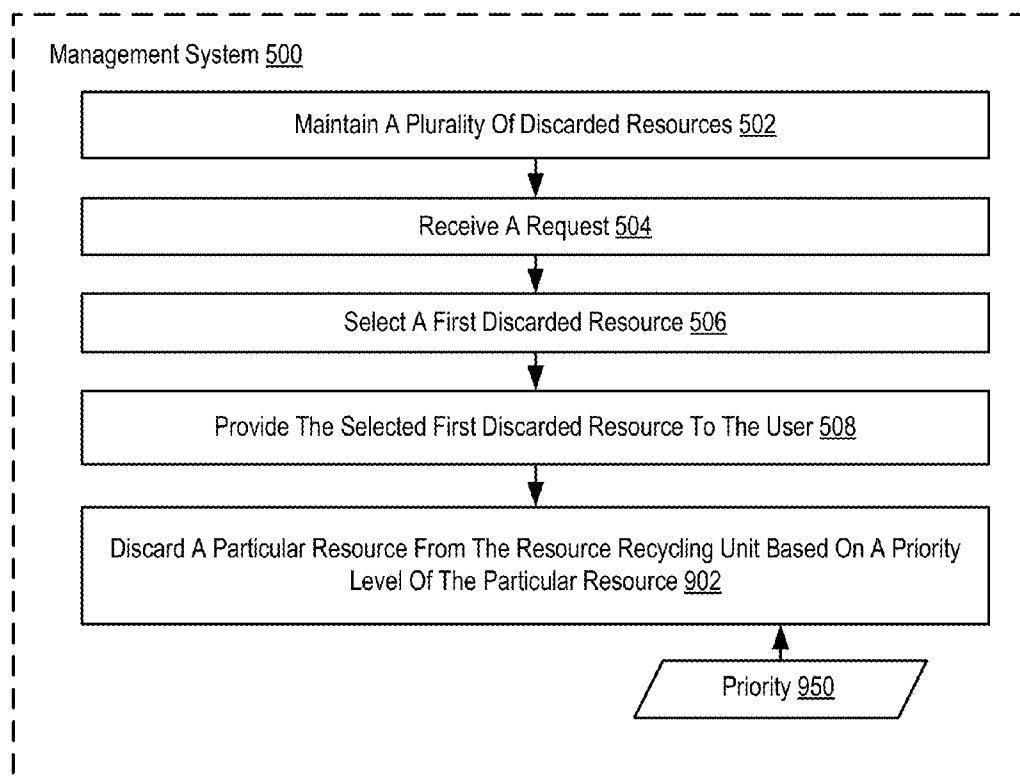 Management System 500
Maintain A Plurality Of Discarded Resources 502
Receive A Request 504
Select A First Discarded Resource 506
Provide The Selected First Discarded Resource To The User 508
Discard A Particular Resource From The Resource Recycling Unit Based On A Priority
Level Of The Particular Resource 902
Priority 950